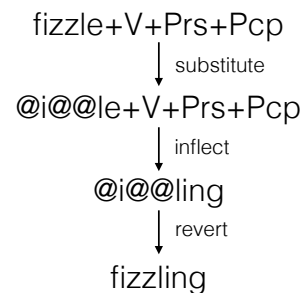 fizzle+V+Prs+Pcp
substitute
@i@@le+V+Prs+Pcp
inflect
@i@@ling
revert
fizzling